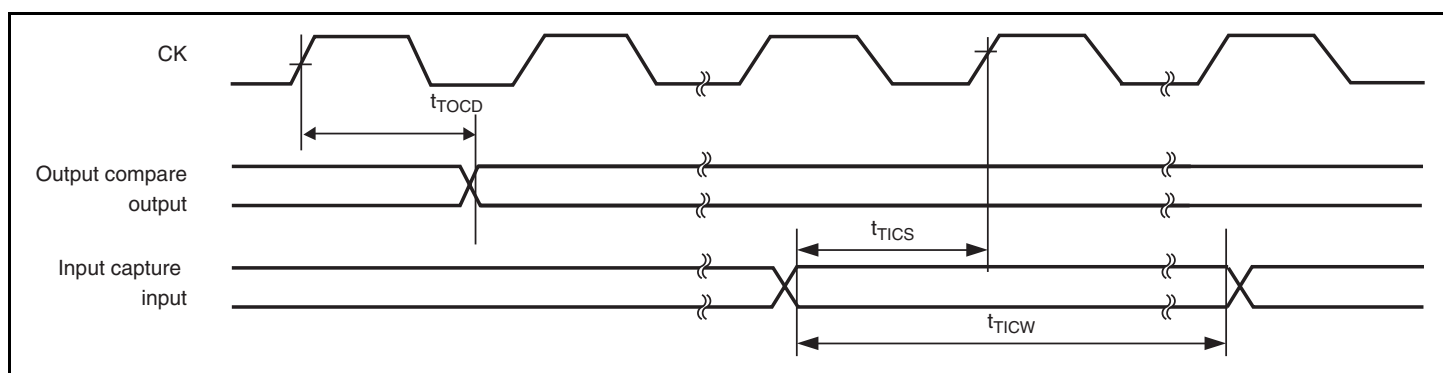 CK
tTOCD
Output compare
output
tTICS
Input capture
input
tTICW